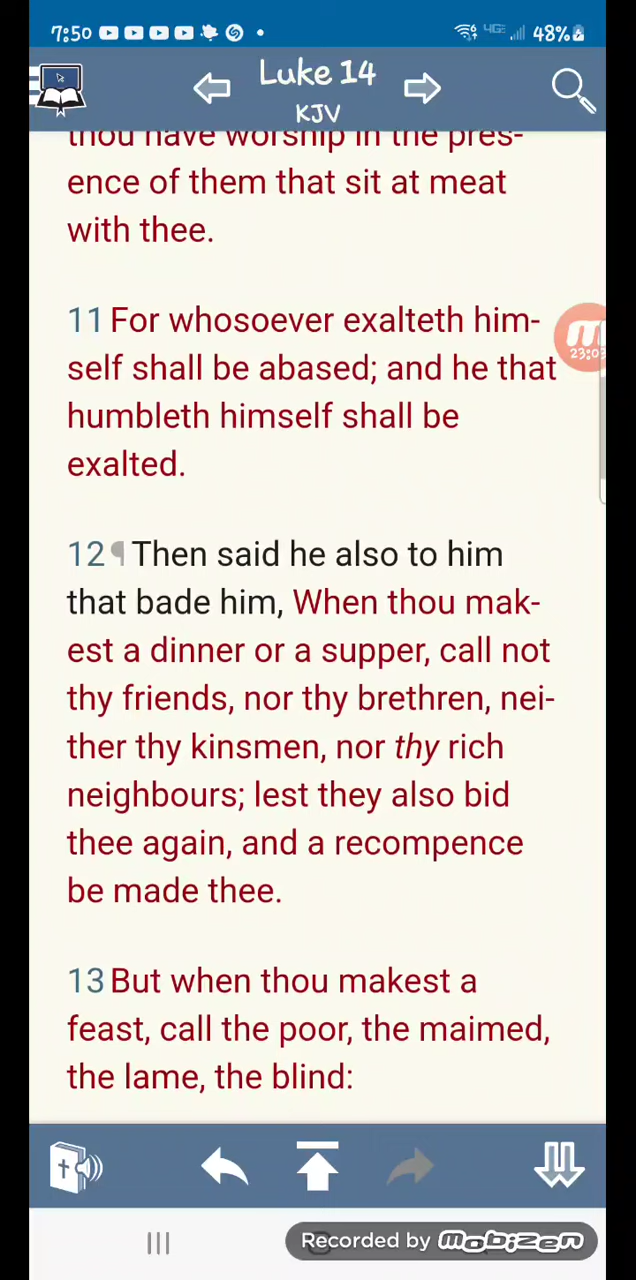 7:50
4GE
48%
Luke 14
KJV
thou have worship in the pres-
ence of them that sit at meat
with thee.
11 For whosoever exalteth him-
self shall be abased; and he that
humbleth himself shall be
exalted.
23:03
12 ¶ Then said he also to him
that bade him, When thou mak-
est a dinner or a supper, call not
thy friends, nor thy brethren, nei-
ther thy kinsmen, nor thy rich
neighbours; lest they also bid
thee again, and a recompence
be made thee.
13 But when thou makest a
feast, call the poor, the maimed,
the lame, the blind:
Recorded by mobizen